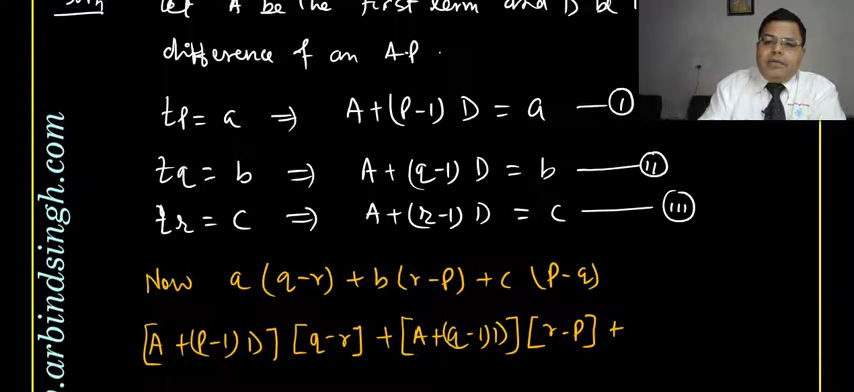 Let A be the first term and D be
difference of an A.P.
tp = a ⇒ A+(P-1) D = a —(I)
tq = b ⇒ A+(q-1) D = b —(II)
tr = c ⇒ A+(r-1) D = c —(III)
Now a (q-r) + b (r-p) + c (p-q)
[A +(P-1) D] [q-r] + [A+(q-1)D] [r-p] +
p.arbindsingh.com